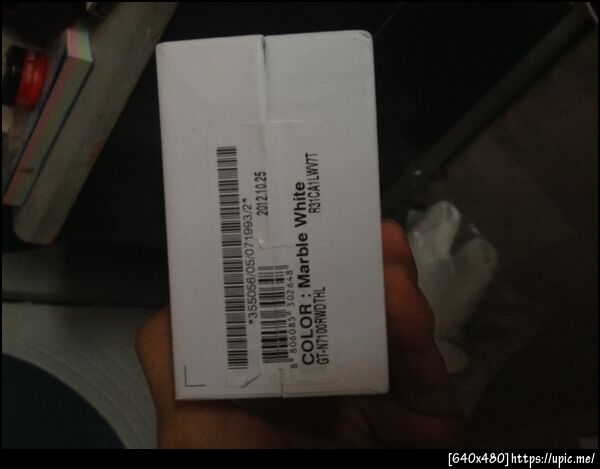 *355056/05/071993/2*
2012.10.25
8 806085 302648
COLOR : Marble White
GT-N7100RWDTHL
R31CA1LWV7T
[640x480]https://upic.me/